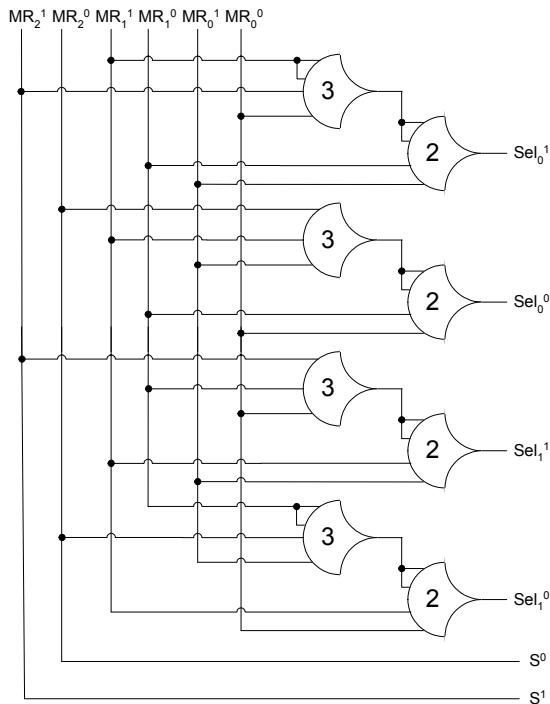 MR₂¹ MR₂⁰ MR₁¹ MR₁⁰ MR₀¹ MR₀⁰
3
2
Sel₀¹
3
2
Sel₀⁰
3
2
Sel₁¹
3
2
Sel₁⁰
S⁰
S¹